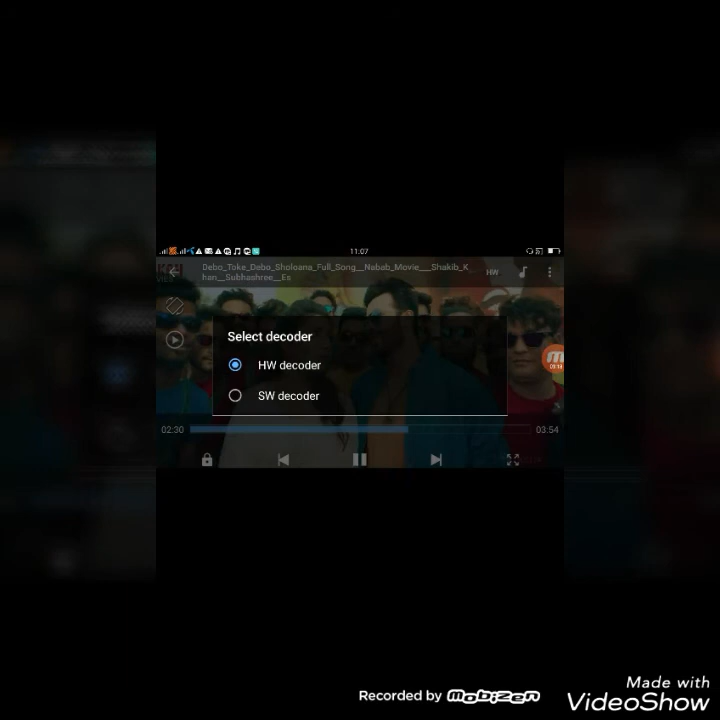 11:07
Debo_Toke_Debo_Sholoana_Full_Song__Nabab_Movie___Shakib_K
han__Subhashree__Es
HW
Select decoder
HW decoder
SW decoder
02:30
03:54
Recorded by mobizen
Made with
VideoShow